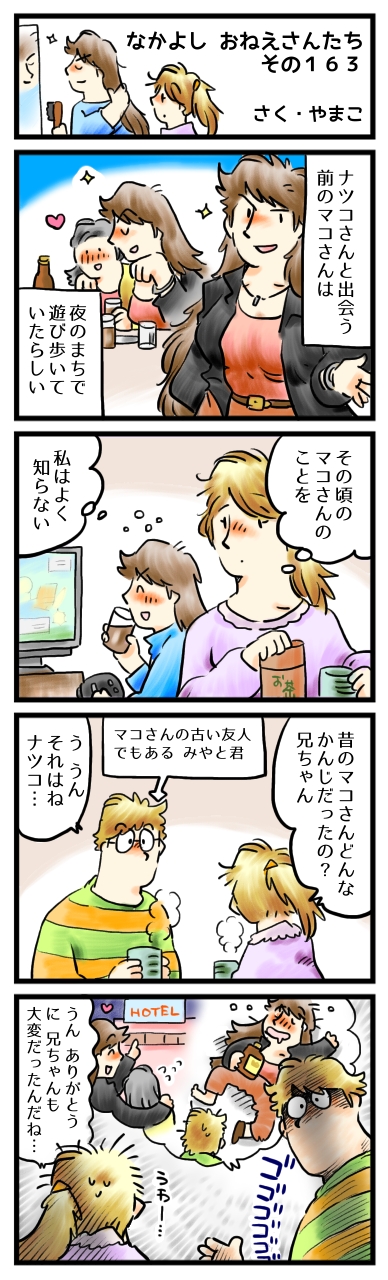 なかよし おねえさんたち
その163
さく・やまこ
ナツコさんと出会う
前のマコさんは
夜のまちで
遊び歩いて
いたらしい
その頃の
マコさんの
ことを
私はよく
知らない
お茶
昔のマコさんどんな
かんじだったの?
兄ちゃん
マコさんの古い友人
でもある みやと君
う うん
それはね
ナツコ…
HOTEL
ゴゴゴゴゴ
うわー…
うん ありがとう
に 兄ちゃんも
大変だったんだね…